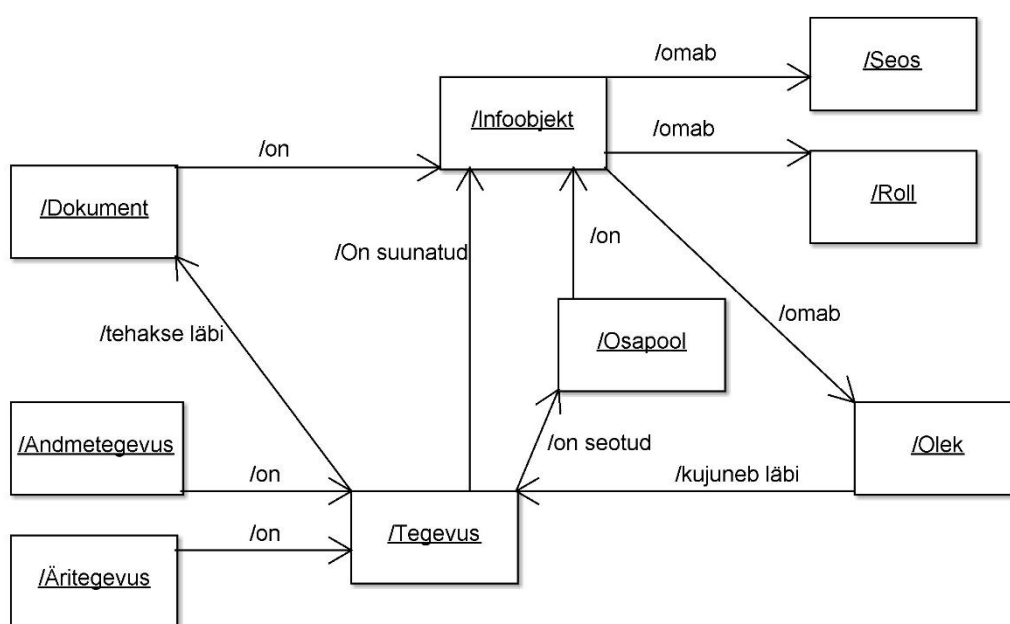 /omab
/Seos
/Infoobjekt
/omab
/on
/Dokument
/Roll
/On suunatud
/on
/tehakse läbi
/Osapool
/omab
/Andmetegevus
/on seotud
/Olek
/on
/kujuneb läbi
/Tegevus
/on
/Äritegevus